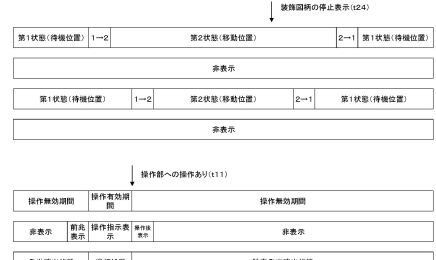 装飾図柄の停止表示(t24)
第1状態(待機位置) 1→2 第2状態(移動位置) 2→1 第1状態(待機位置)
非表示
第1状態(待機位置) 1→2 第2状態(移動位置) 2→1 第1状態(待機位置)
非表示
操作部への操作あり(t11)
操作無効期間 操作有効期間 操作無効期間
非表示 前兆表示 操作指示表示 操作後表示 非表示